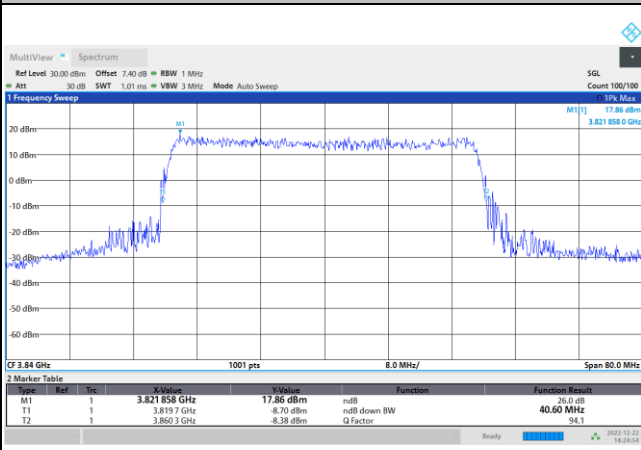 MultiView Spectrum
Ref Level 30.00 dBm Offset 7.40 dB RBW 1 MHz SGL
Att 30 dB SWT 1.01 ms VBW 3 MHz Mode Auto Sweep Count 100/100
1 Frequency Sweep 1Pk Max
M1[1] 17.86 dBm
3.821 858 0 GHz
M1
20 dBm
10 dBm
0 dBm
-10 dBm
-20 dBm
-30 dBm
-40 dBm
-50 dBm
-60 dBm
CF 3.84 GHz 1001 pts 8.0 MHz/ Span 80.0 MHz
2 Marker Table
Type Ref Trc X-Value Y-Value Function Function Result
M1 1 3.821 858 GHz 17.86 dBm ndB 26.0 dB
T1 1 3.819 7 GHz -8.70 dBm ndB down BW 40.60 MHz
T2 1 3.860 3 GHz -8.38 dBm Q Factor 94.1
Ready 2022-12-22
14:24:54